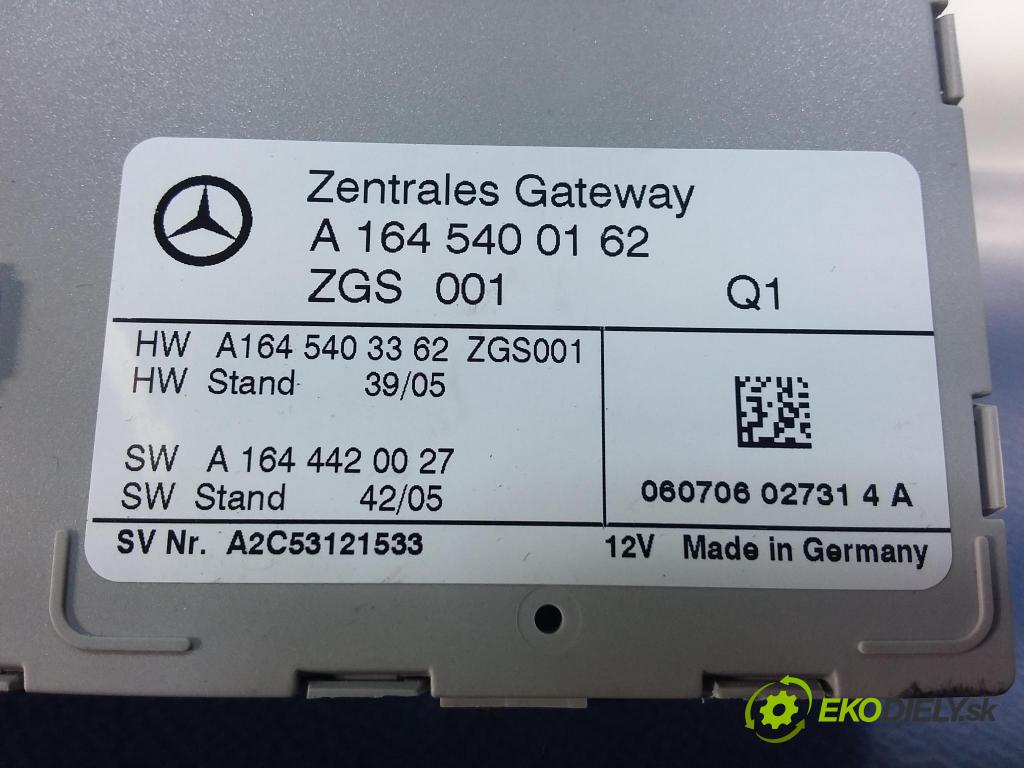 Zentrales Gateway
A 164 540 01 62
ZGS 001 Q1
HW A164 540 33 62 ZGS001
HW Stand 39/05
SW A 164 442 00 27
SW Stand 42/05
060706 02731 4 A
SV Nr. A2C53121533
12V Made in Germany
EKODIELY.sk